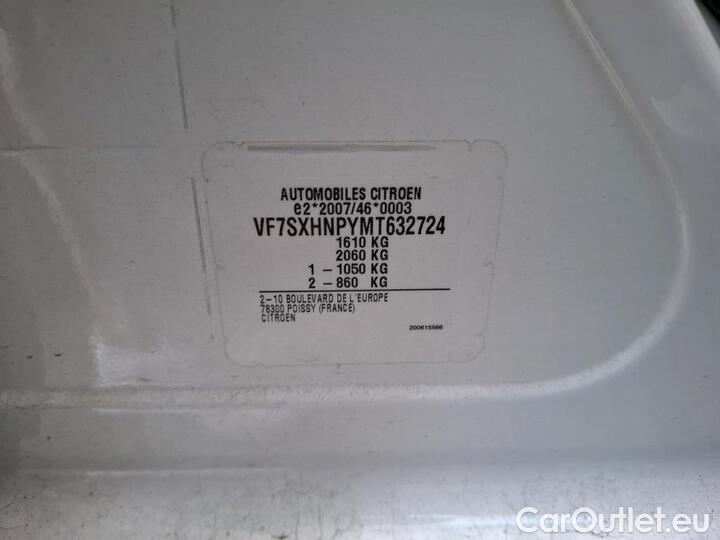 AUTOMOBILES CITROEN
e2*2007/46*0003
VF7SXHNPYMT632724
1610 KG
2060 KG
1 - 1050 KG
2 - 860 KG
2-10 BOULEVARD DE L'EUROPE
78300 POISSY (FRANCE)
CITROEN
200615566
CarOutlet.eu